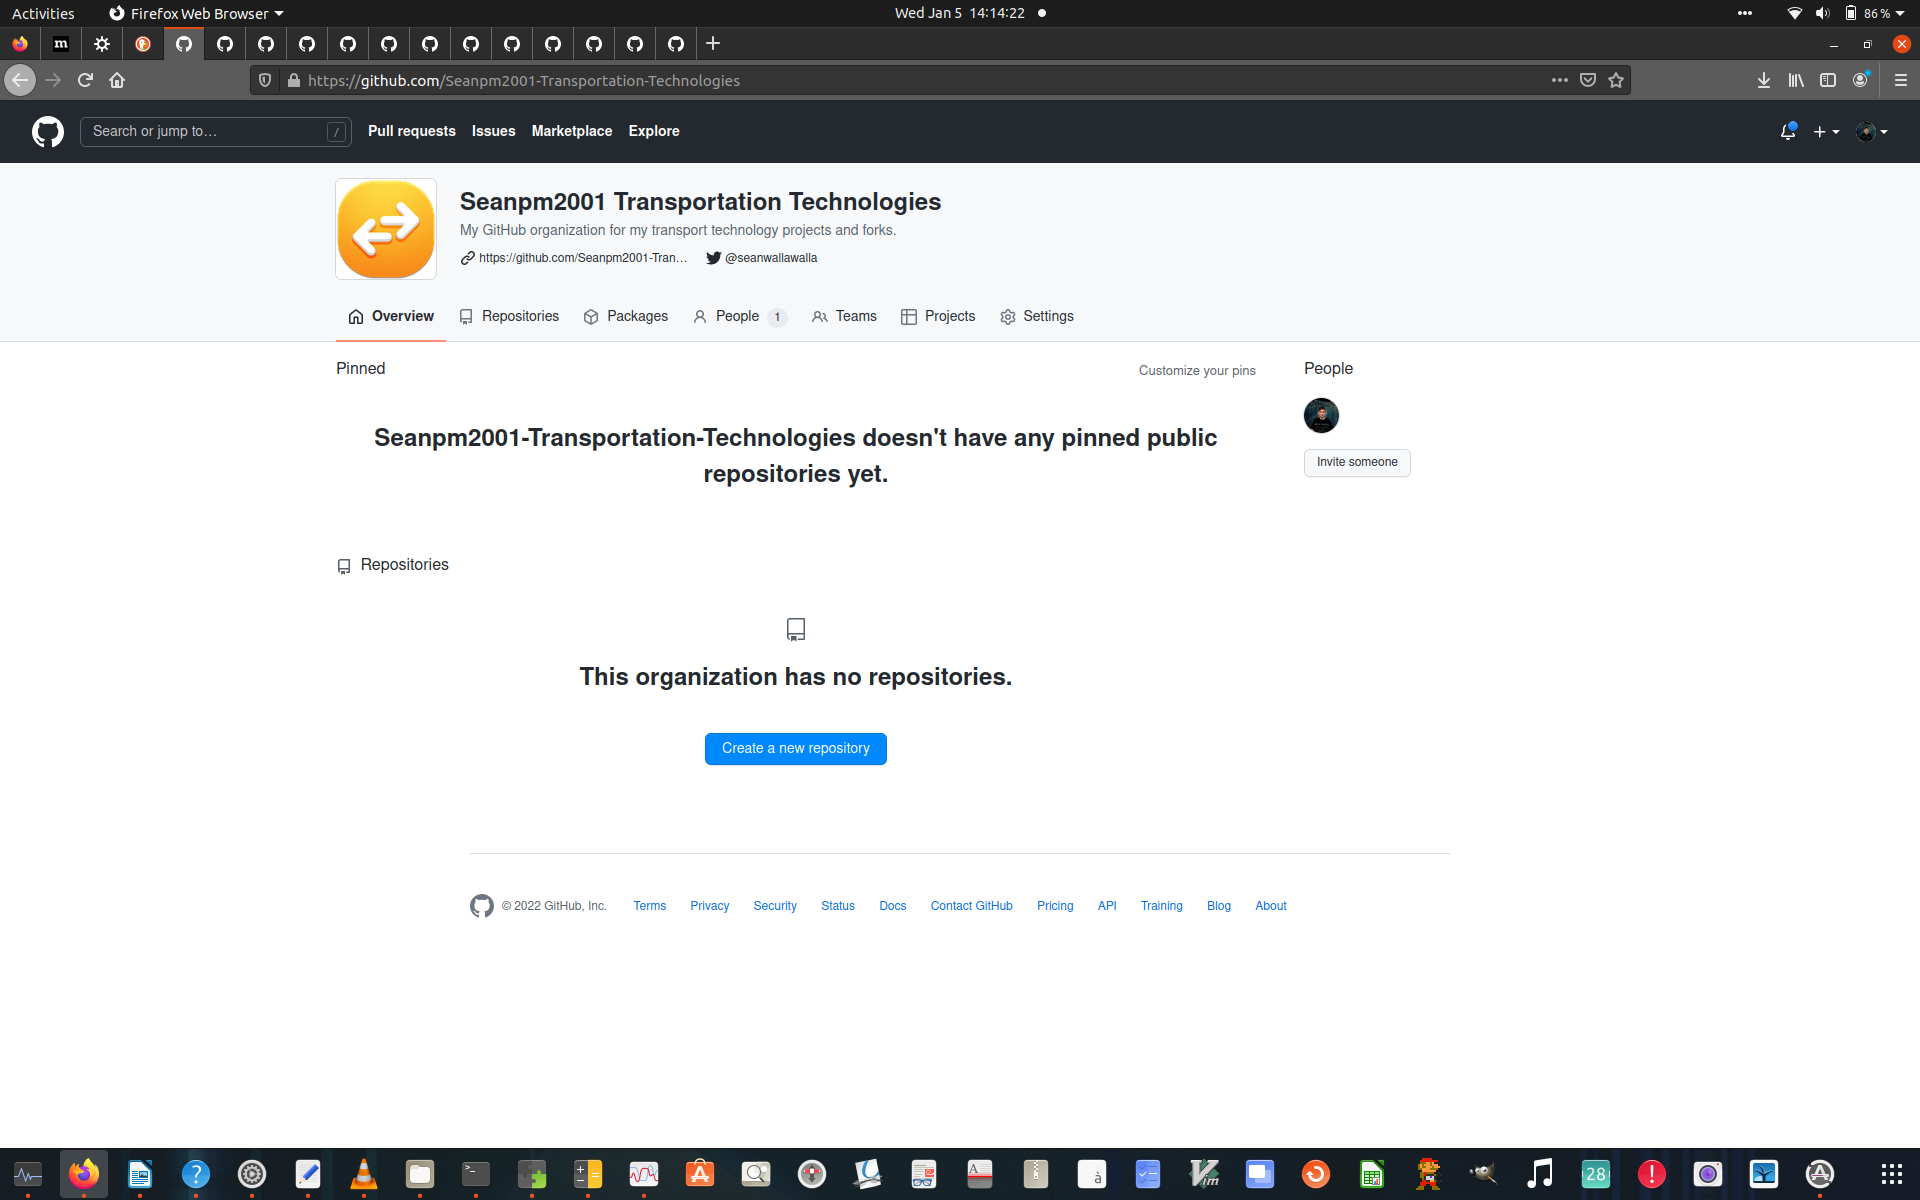 Activities
Firefox Web Browser
Wed Jan 5 14:14:22
86 %
m
https://github.com/Seanpm2001-Transportation-Technologies
Search or jump to…
/
Pull requests
Issues
Marketplace
Explore
Seanpm2001 Transportation Technologies
My GitHub organization for my transport technology projects and forks.
https://github.com/Seanpm2001-Tran…
@seanwallawalla
Overview
Repositories
Packages
People 1
Teams
Projects
Settings
Pinned
Customize your pins
People
Seanpm2001-Transportation-Technologies doesn't have any pinned public
repositories yet.
Invite someone
Repositories
This organization has no repositories.
Create a new repository
© 2022 GitHub, Inc.
Terms
Privacy
Security
Status
Docs
Contact GitHub
Pricing
API
Training
Blog
About
?
>_
A
à
Vim
28
!